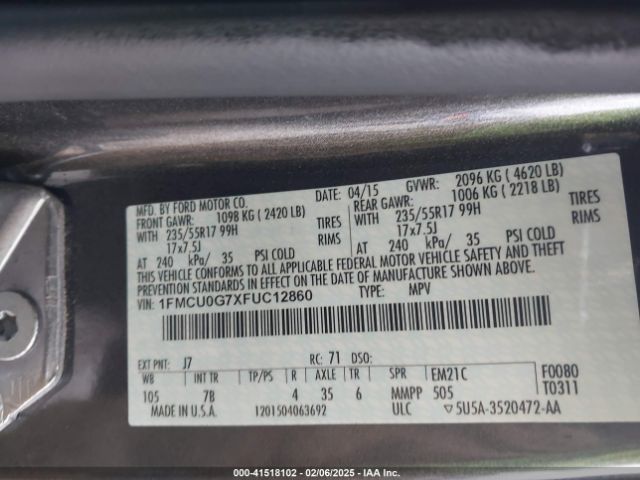 MFD. BY FORD MOTOR CO.
DATE: 04/15 GVWR: 2096 KG ( 4620 LB)
FRONT GAWR: 1098 KG ( 2420 LB) REAR GAWR: 1006 KG ( 2218 LB)
WITH 235/55R17 99H TIRES WITH 235/55R17 99H TIRES
17x7.5J RIMS 17x7.5J RIMS
AT 240 kPa/ 35 PSI COLD AT 240 kPa/ 35 PSI COLD
THIS VEHICLE CONFORMS TO ALL APPLICABLE FEDERAL MOTOR VEHICLE SAFETY AND THEFT
PREVENTION STANDARDS IN EFFECT ON THE DATE OF MANUFACTURE SHOWN ABOVE.
VIN: 1FMCU0G7XFUC12860 TYPE: MPV
EXT PNT: J7 RC: 71 DSO:
WB INT TR TP/PS R AXLE TR SPR EM21C F0080
105 7B 4 35 6 MMPP 505 T0311
MADE IN U.S.A. 1201504063692 ULC 5U5A-3520472-AA
000-41518102 - 02/06/2025 - IAA Inc.